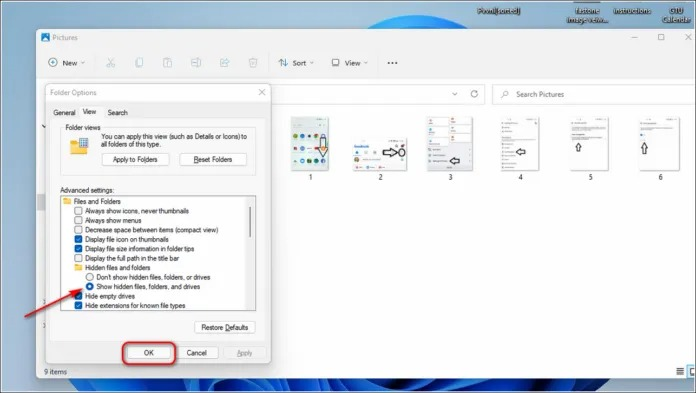 Pvvnl[sorted]
fastone
image veiw...
instructions
GTU
Calendar
Pictures
New
Sort
View
Search Pictures
Folder Options
General
View
Search
Folder views
You can apply this view (such as Details or Icons) to
all folders of this type.
Apply to Folders
Reset Folders
Advanced settings:
Files and Folders
Always show icons, never thumbnails
Always show menus
Decrease space between items (compact view)
Display file icon on thumbnails
Display file size information in folder tips
Display the full path in the title bar
Hidden files and folders
Don't show hidden files, folders, or drives
Show hidden files, folders, and drives
Hide empty drives
Hide extensions for known file types
Restore Defaults
OK
Cancel
Apply
1
2
3
4
5
6
9 items